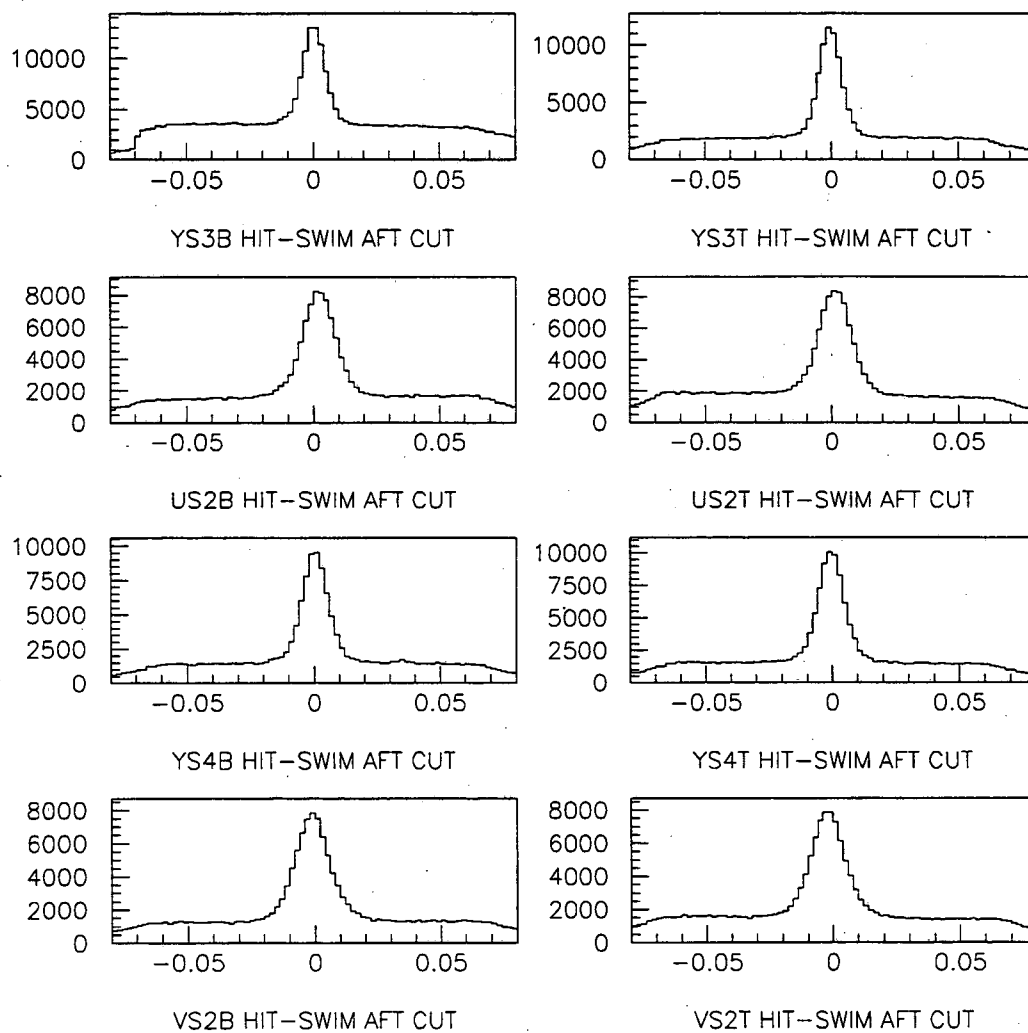 10000
5000
0
−0.05 0 0.05
YS3B HIT−SWIM AFT CUT
10000
5000
0
−0.05 0 0.05
YS3T HIT−SWIM AFT CUT
8000
6000
4000
2000
0
−0.05 0 0.05
US2B HIT−SWIM AFT CUT
8000
6000
4000
2000
0
−0.05 0 0.05
US2T HIT−SWIM AFT CUT
10000
7500
5000
2500
0
−0.05 0 0.05
YS4B HIT−SWIM AFT CUT
10000
7500
5000
2500
0
−0.05 0 0.05
YS4T HIT−SWIM AFT CUT
8000
6000
4000
2000
0
−0.05 0 0.05
VS2B HIT−SWIM AFT CUT
8000
6000
4000
2000
0
−0.05 0 0.05
VS2T HIT−SWIM AFT CUT